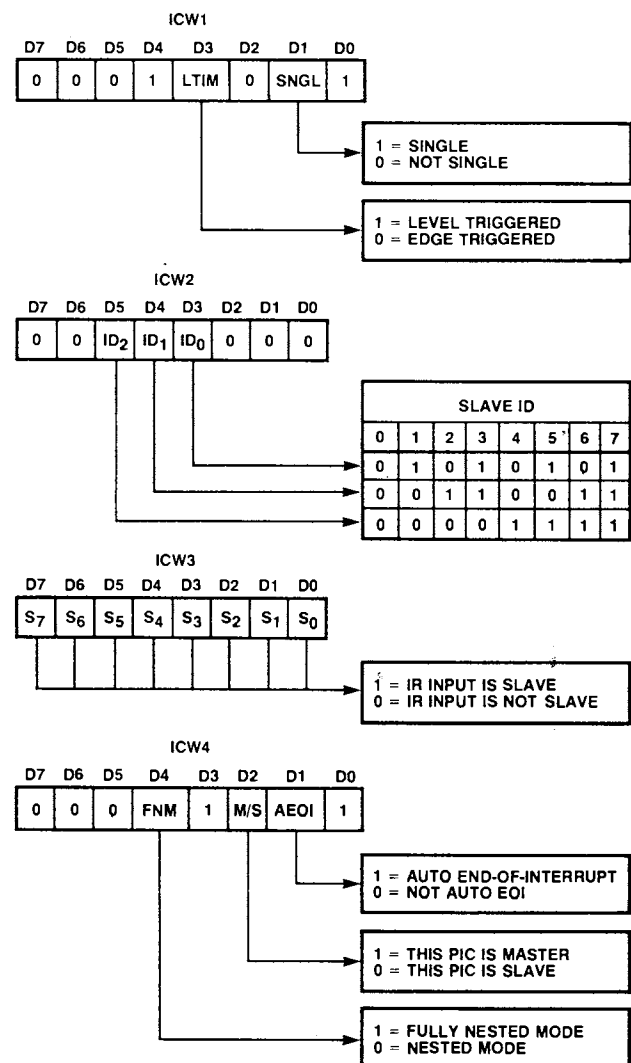 ICW1
D7 D6 D5 D4 D3 D2 D1 D0
0 0 0 1 LTIM 0 SNGL 1
1 = SINGLE
0 = NOT SINGLE
1 = LEVEL TRIGGERED
0 = EDGE TRIGGERED
ICW2
D7 D6 D5 D4 D3 D2 D1 D0
0 0 ID2 ID1 ID0 0 0 0
SLAVE ID
0 1 2 3 4 5 6 7
0 1 0 1 0 1 0 1
0 0 1 1 0 0 1 1
0 0 0 0 1 1 1 1
ICW3
D7 D6 D5 D4 D3 D2 D1 D0
S7 S6 S5 S4 S3 S2 S1 S0
1 = IR INPUT IS SLAVE
0 = IR INPUT IS NOT SLAVE
ICW4
D7 D6 D5 D4 D3 D2 D1 D0
0 0 0 FNM 1 M/S AEOI 1
1 = AUTO END-OF-INTERRUPT
0 = NOT AUTO EOI
1 = THIS PIC IS MASTER
0 = THIS PIC IS SLAVE
1 = FULLY NESTED MODE
0 = NESTED MODE